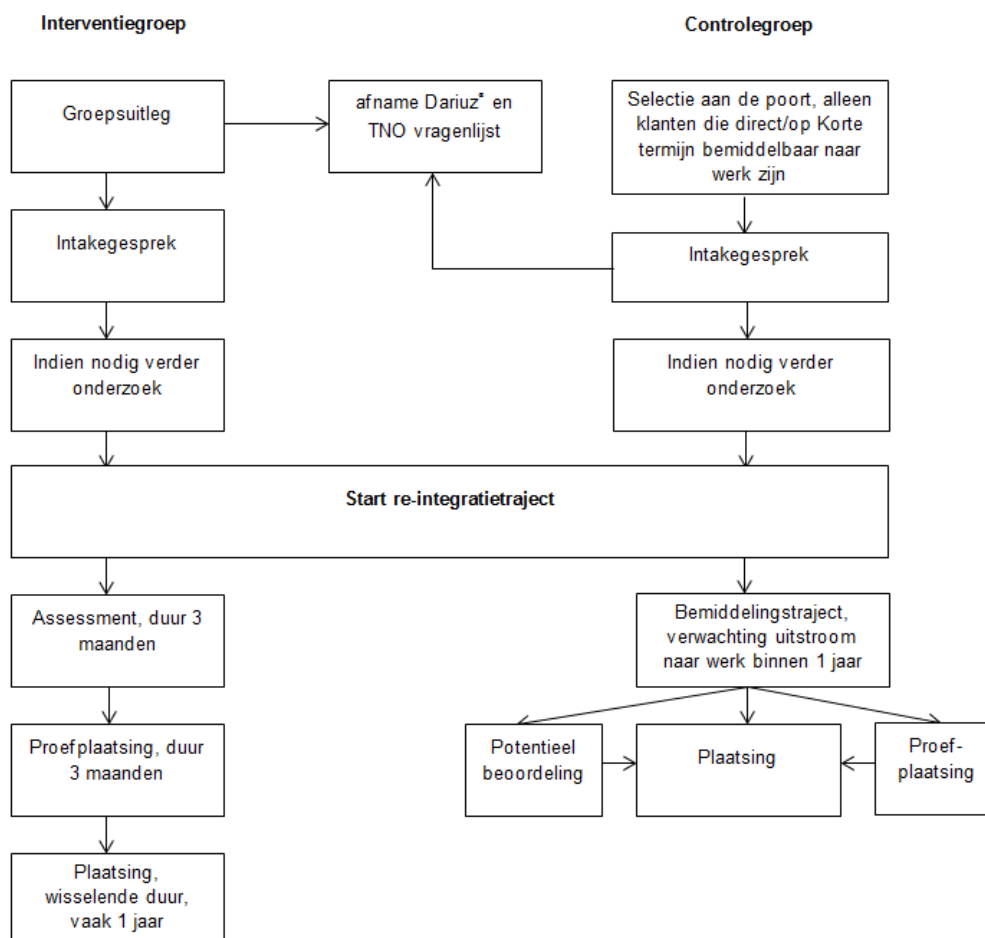 Interventiegroep
Controlegroep
Groepsuitleg
afname Dariuz* en
TNO vragenlijst
Selectie aan de poort, alleen
klanten die direct/op Korte
termijn bemiddelbaar naar
werk zijn
Intakegesprek
Intakegesprek
Indien nodig verder
onderzoek
Indien nodig verder
onderzoek
Start re-integratietraject
Assessment, duur 3
maanden
Bemiddelingstraject,
verwachting uitstroom
naar werk binnen 1 jaar
Proefplaatsing, duur
3 maanden
Potentieel
beoordeling
Plaatsing
Proef-
plaatsing
Plaatsing,
wisselende duur,
vaak 1 jaar